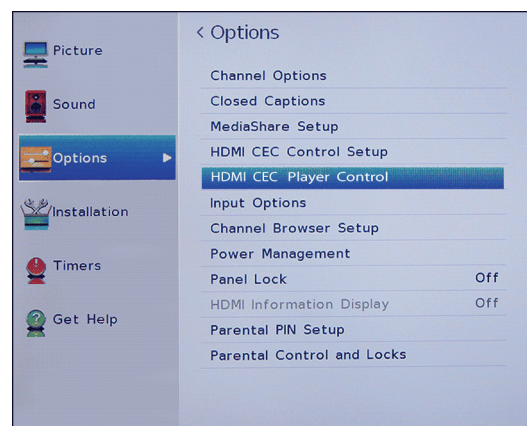 Picture
Sound
Options
Installation
Timers
Get Help
< Options
Channel Options
Closed Captions
MediaShare Setup
HDMI CEC Control Setup
HDMI CEC Player Control
Input Options
Channel Browser Setup
Power Management
Panel Lock Off
HDMI Information Display Off
Parental PIN Setup
Parental Control and Locks